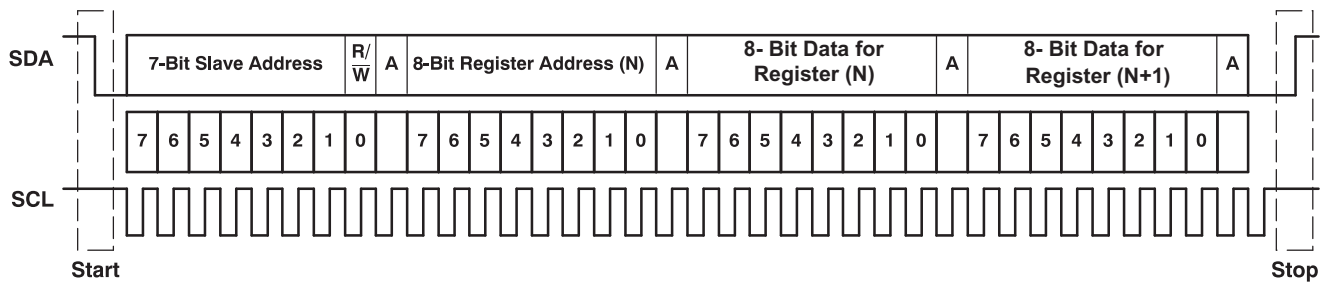 SDA
7-Bit Slave Address
R/
W
A
8-Bit Register Address (N)
A
8- Bit Data for
Register (N)
A
8- Bit Data for
Register (N+1)
A
7 6 5 4 3 2 1 0 7 6 5 4 3 2 1 0 7 6 5 4 3 2 1 0 7 6 5 4 3 2 1 0
SCL
Start
Stop